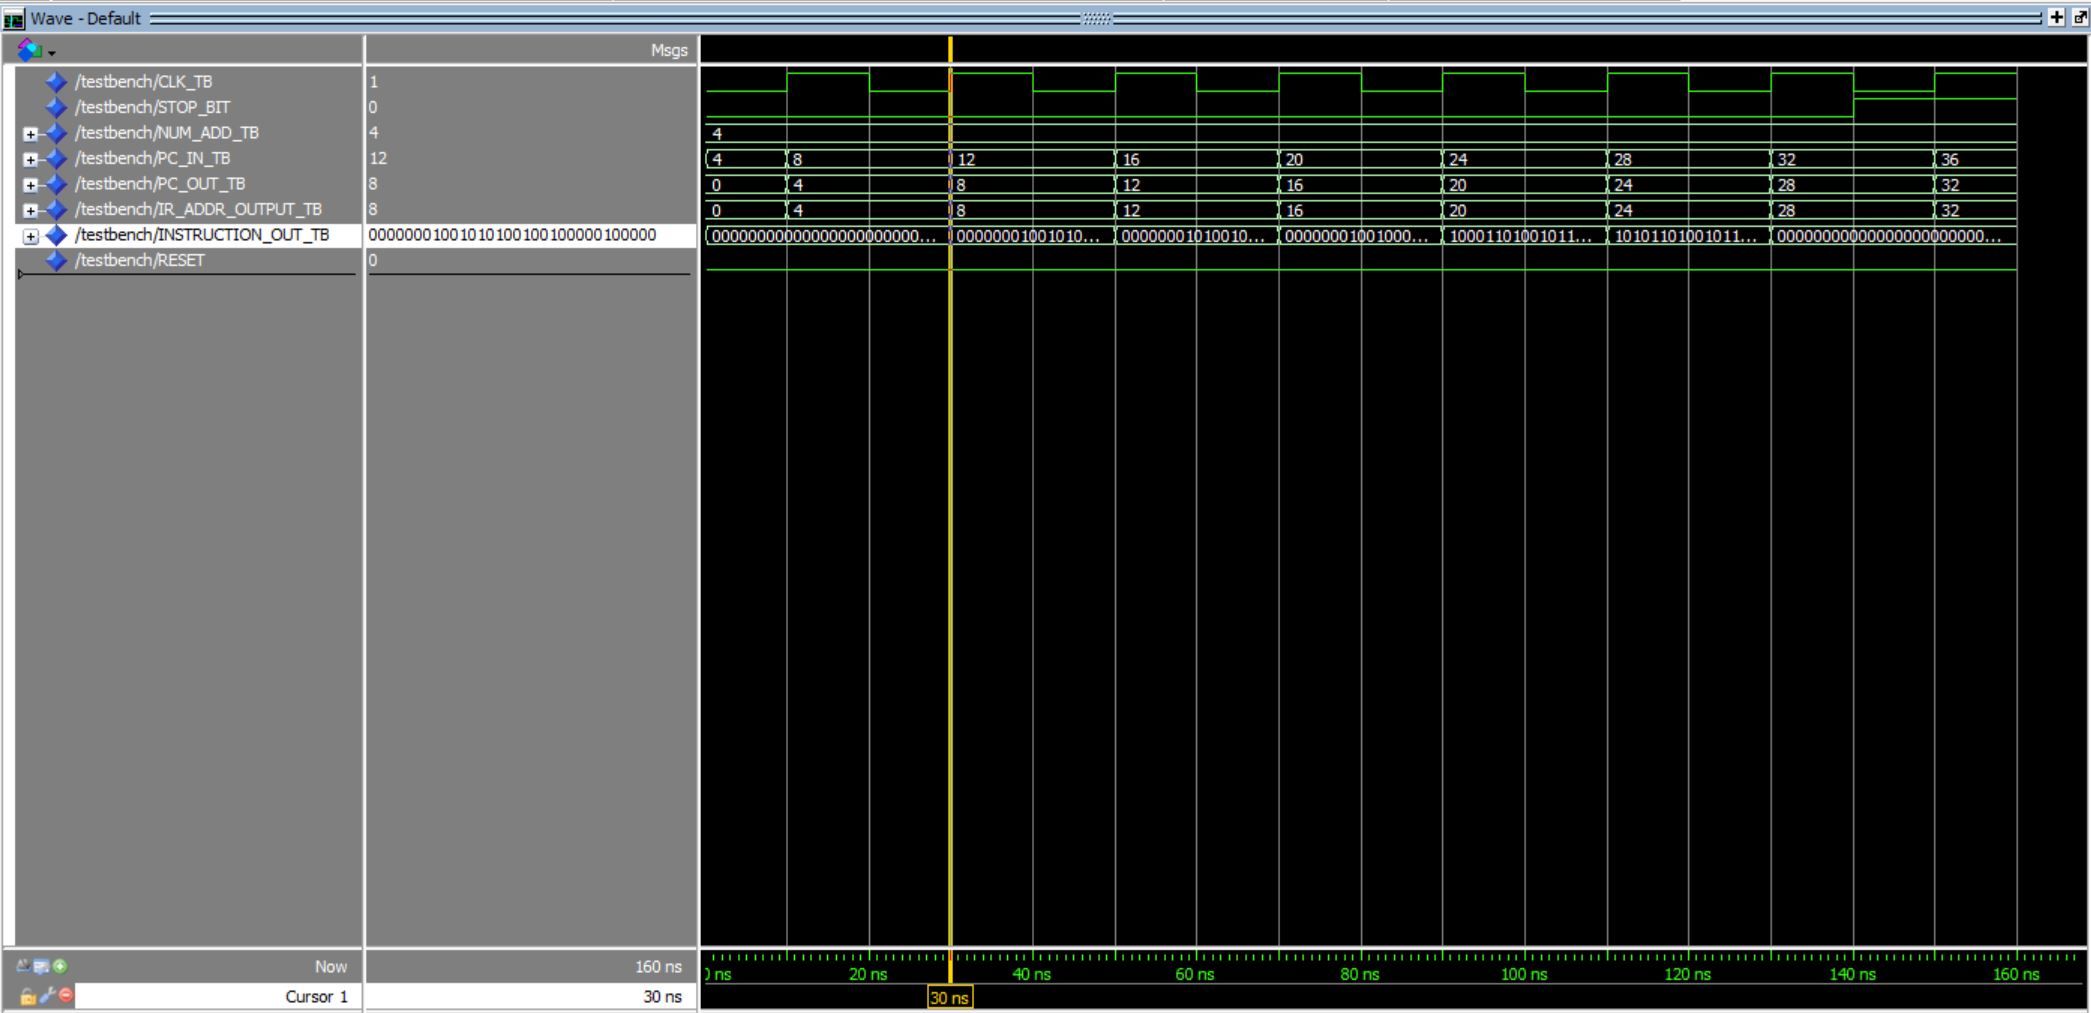 Wave - Default
Msgs
/testbench/CLK_TB 1
/testbench/STOP_BIT 0
/testbench/NUM_ADD_TB 4 4
/testbench/PC_IN_TB 12 4 8 12 16 20 24 28 32 36
/testbench/PC_OUT_TB 8 0 4 8 12 16 20 24 28 32
/testbench/IR_ADDR_OUTPUT_TB 8 0 4 8 12 16 20 24 28 32
/testbench/INSTRUCTION_OUT_TB 00000001001010100100100000100000 00000000000000000000000... 00000001001010... 00000001010010... 00000001001000... 10001101001011... 10101101001011... 00000000000000000000000...
/testbench/RESET 0
Now 160 ns 20 ns 40 ns 60 ns 80 ns 100 ns 120 ns 140 ns 160 ns
Cursor 1 30 ns 30 ns